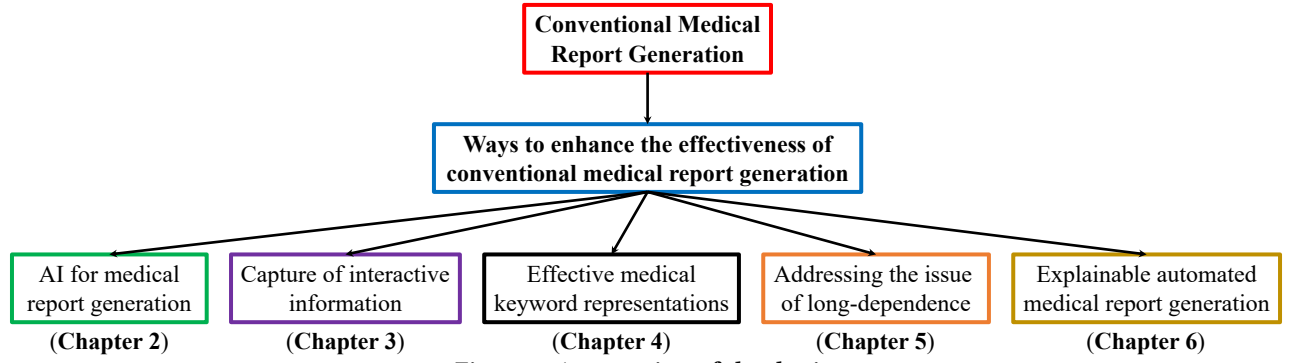 Conventional Medical
Report Generation
Ways to enhance the effectiveness of
conventional medical report generation
AI for medical
report generation
(Chapter 2)
Capture of interactive
information
(Chapter 3)
Effective medical
keyword representations
(Chapter 4)
Addressing the issue
of long-dependence
(Chapter 5)
Explainable automated
medical report generation
(Chapter 6)